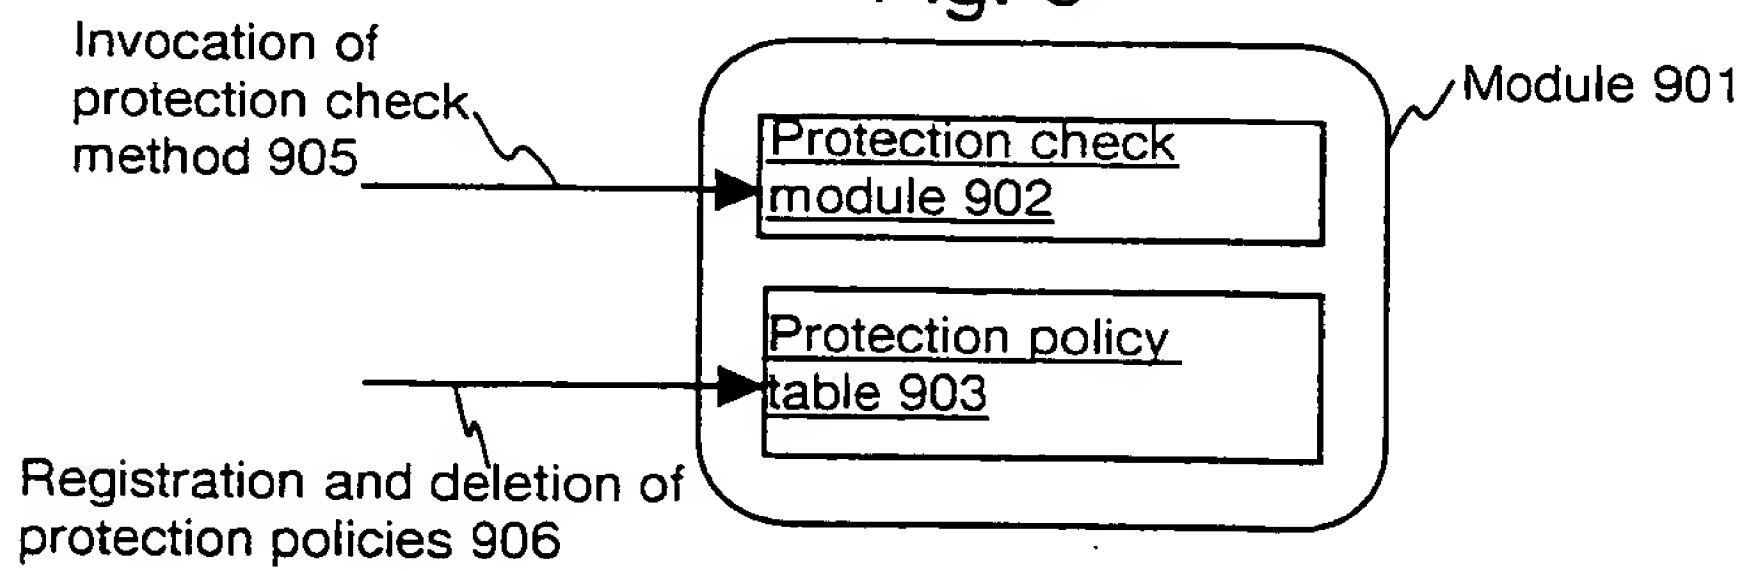 Invocation of
protection check
method 905
Module 901
Protection check
module 902
Protection policy
table 903
Registration and deletion of
protection policies 906